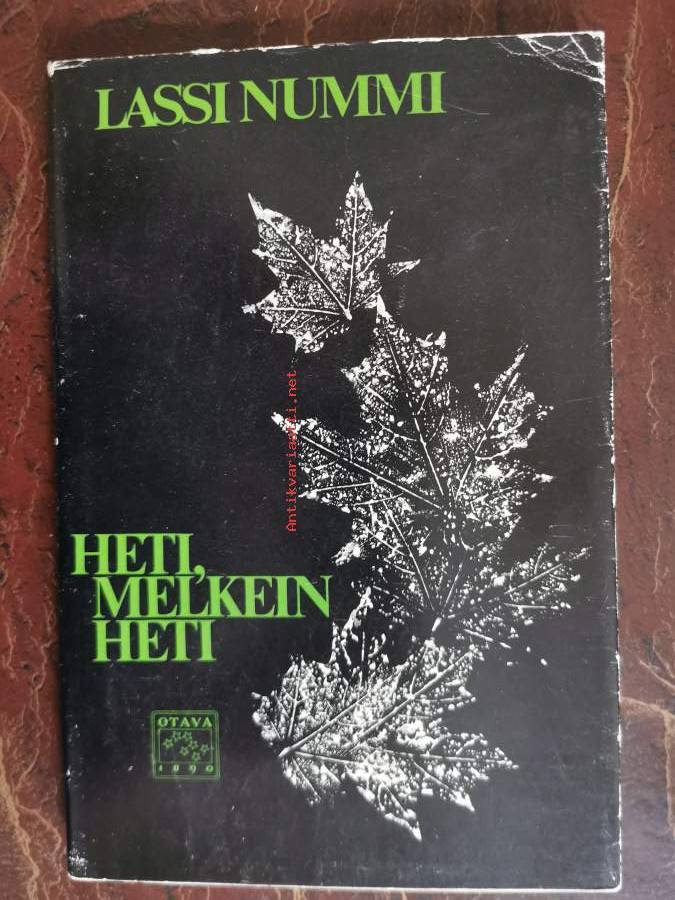 LASSI NUMMI
Antikvariaatti.net
HETI,
MELKEIN
HETI
OTAVA
1890